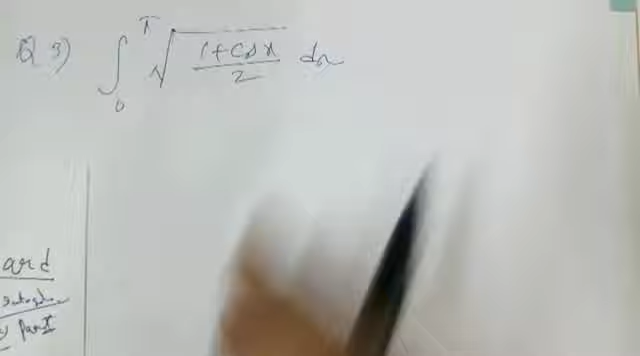 Q 3) ∫₀^π √((1+cos x)/2) dx
ard
Part